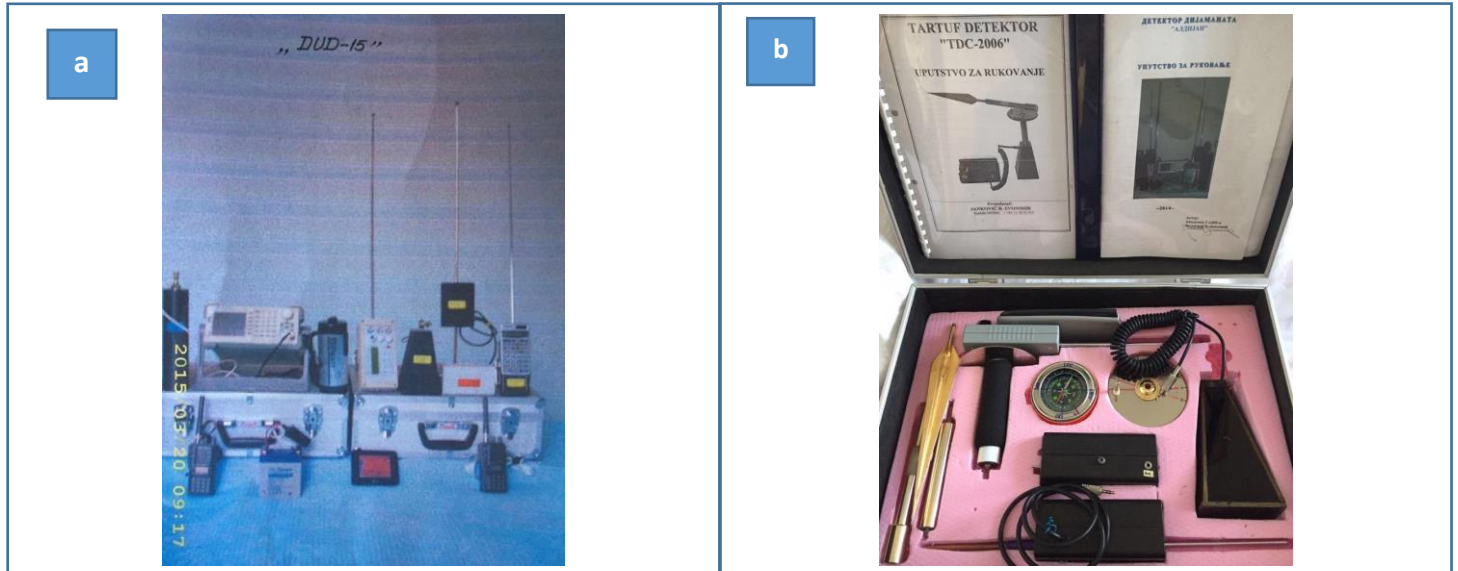 a
„ DUD-15”
2015/03/20 09:17
b
TARTUF DETEKTOR
"TDC-2006"
UPUTSTVO ZA RUKOVANJE
ДЕТЕКТОР ДИЈАМАНАТА
"АЛДИЈАН"
УПУТСТВО ЗА РУКОВАЊЕ
-2014-